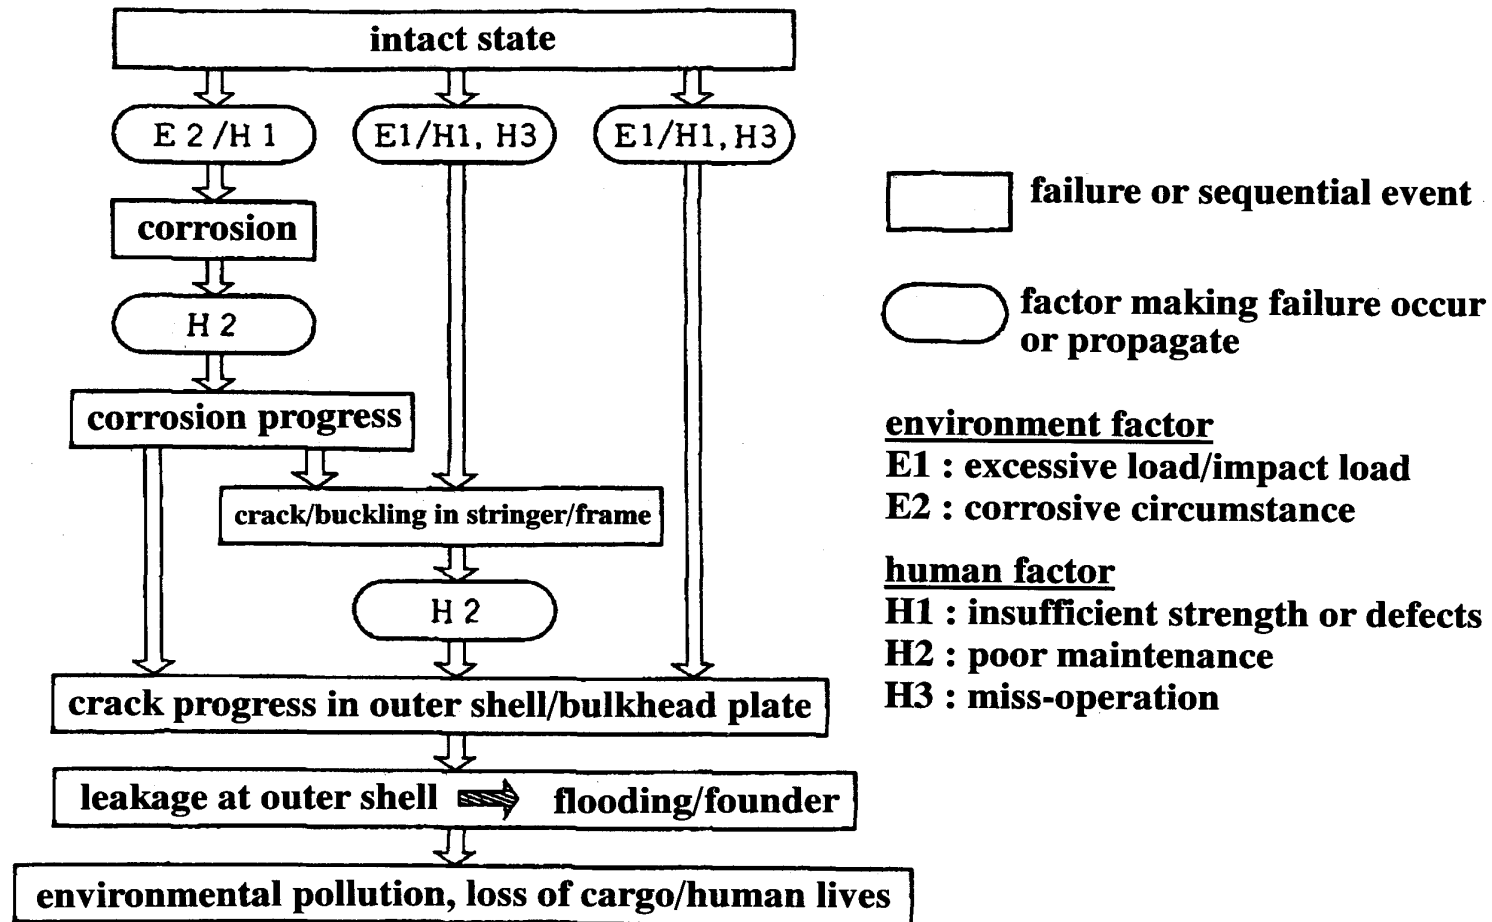 intact state
E 2 /H 1
E1/H1, H3
E1/H1, H3
corrosion
H 2
corrosion progress
crack/buckling in stringer/frame
H 2
crack progress in outer shell/bulkhead plate
leakage at outer shell
flooding/founder
environmental pollution, loss of cargo/human lives
failure or sequential event
factor making failure occur
or propagate
environment factor
E1 : excessive load/impact load
E2 : corrosive circumstance
human factor
H1 : insufficient strength or defects
H2 : poor maintenance
H3 : miss-operation